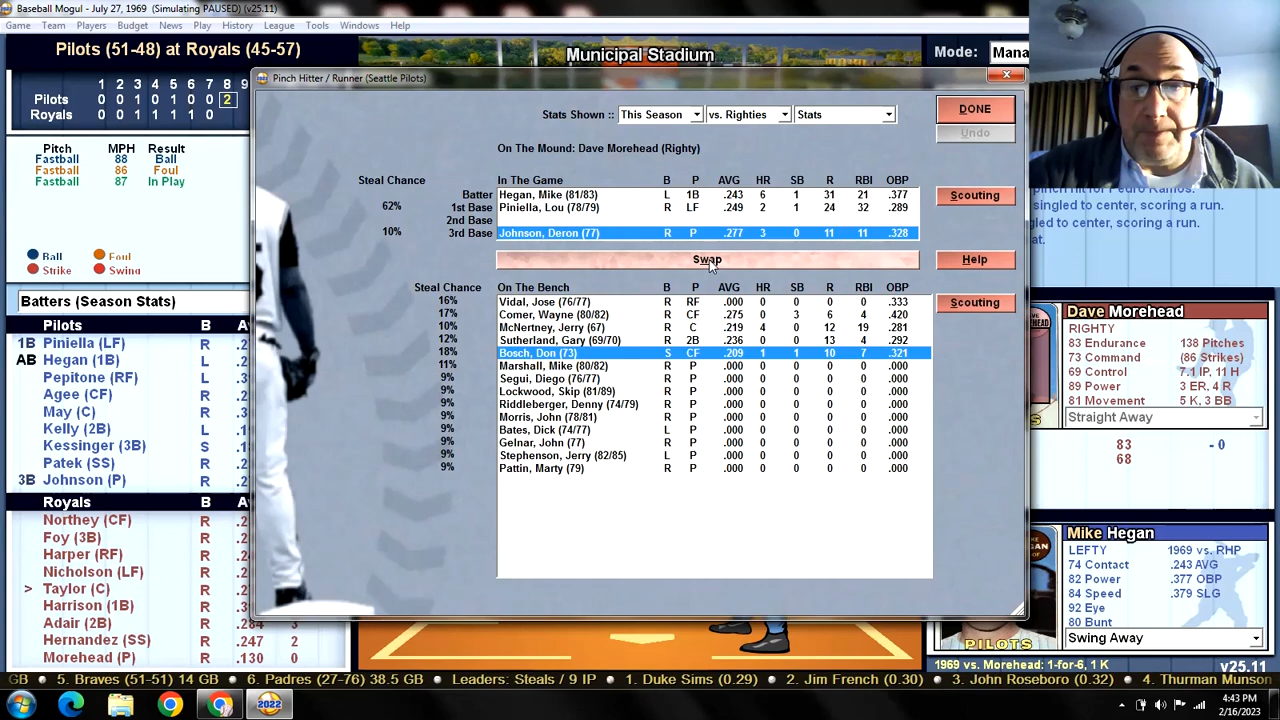 Baseball Mogul - July 27, 1969 (Simulating PAUSED) (v25.11)
Game Team Players Budget News Play History League Tools Windows Help
Pilots (51-48) at Royals (45-57)
1 2 3 4 5 6 7 8 9
Pilots 0 0 1 0 1 0 0 2
Royals 0 0 1 1 1 1 0
Pitch MPH Result
Fastball 88 Ball
Fastball 86 Foul
Fastball 87 In Play
Ball Foul
Strike Swing
Batters (Season Stats)
Pilots B
1B Piniella (LF) R
AB Hegan (1B) L
Pepitone (RF) L
Agee (CF) R
May (C) L
Kelly (2B) L
Kessinger (3B) S
Patek (SS) R
3B Johnson (P) R
Royals B
Northey (CF) R
Foy (3B) R
Harper (RF) R
Nicholson (LF) R
> Taylor (C) R
Harrison (1B) R
Adair (2B) R
Hernandez (SS) R .247 2
Morehead (P) R .130 0
Municipal Stadium
Mode:
Pinch Hitter / Runner (Seattle Pilots)
Stats Shown :: This Season vs. Righties Stats
DONE
Undo
On The Mound: Dave Morehead (Righty)
Steal Chance In The Game B P AVG HR SB R RBI OBP
Batter Hegan, Mike (81/83) L 1B .243 6 1 31 21 .377
62% 1st Base Piniella, Lou (78/79) R LF .249 2 1 24 32 .289
2nd Base
10% 3rd Base Johnson, Deron (77) R P .277 3 0 11 11 .328
Scouting
Swap
Help
Steal Chance On The Bench B P AVG HR SB R RBI OBP
16% Vidal, Jose (76/77) R RF .000 0 0 0 0 .333
17% Comer, Wayne (80/82) R CF .275 0 3 6 4 .420
10% McNertney, Jerry (67) R C .219 4 0 12 19 .281
12% Sutherland, Gary (69/70) R 2B .236 0 0 13 4 .292
18% Bosch, Don (73) S CF .209 1 1 10 7 .321
11% Marshall, Mike (80/82) R P .000 0 0 0 0 .000
9% Segui, Diego (76/77) R P .000 0 0 0 0 .000
9% Lockwood, Skip (81/89) R P .000 0 0 0 0 .000
9% Riddleberger, Denny (74/79) R P .000 0 0 0 0 .000
9% Morris, John (78/81) R P .000 0 0 0 0 .000
9% Bates, Dick (74/77) L P .000 0 0 0 0 .000
9% Gelnar, John (77) R P .000 0 0 0 0 .000
9% Stephenson, Jerry (82/85) L P .000 0 0 0 0 .000
9% Pattin, Marty (79) R P .000 0 0 0 0 .000
Scouting
pinch hit for Pedro Ramos.
singled to center, scoring a run.
gled to center, scoring a run.
at.
Dave Morehead
RIGHTY
83 Endurance 138 Pitches
73 Command (86 Strikes)
69 Control 7.1 IP, 11 H
89 Power 3 ER, 4 R
81 Movement 5 K, 3 BB
Straight Away
83 - 0
68
Mike Hegan
LEFTY 1969 vs. RHP
74 Contact .243 AVG
82 Power .377 OBP
84 Speed .379 SLG
92 Eye
80 Bunt
PILOTS
Swing Away
1969 vs. Morehead: 1-for-6, 1 K v25.11
GB 5. Braves (51-51) 14 GB 6. Padres (27-76) 38.5 GB Leaders: Steals / 9 IP 1. Duke Sims (0.29) 2. Jim French (0.30) 3. John Roseboro (0.32) 4. Thurman Munson
2022
4:43 PM
2/16/2023